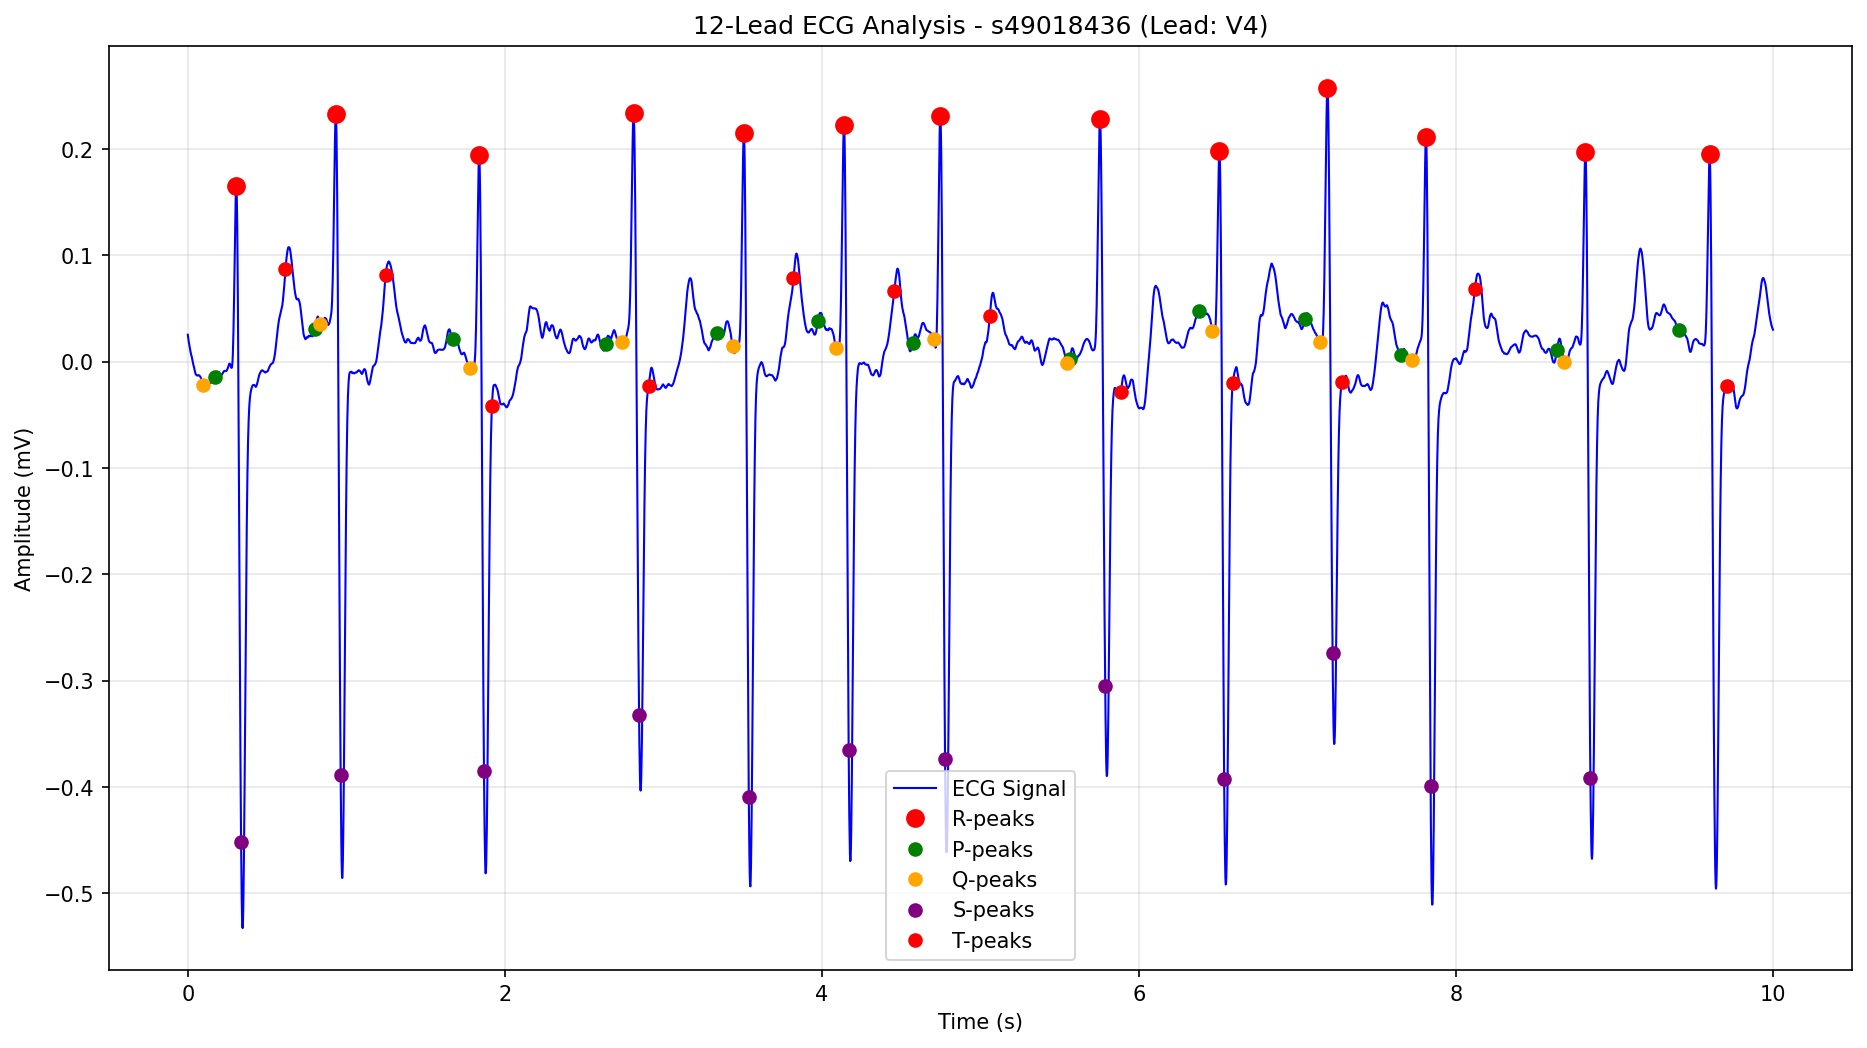 12-Lead ECG Analysis - s49018436 (Lead: V4)
Amplitude (mV)
0.2
0.1
0.0
−0.1
−0.2
−0.3
−0.4
−0.5
ECG Signal
R-peaks
P-peaks
Q-peaks
S-peaks
T-peaks
0 2 4 6 8 10
Time (s)